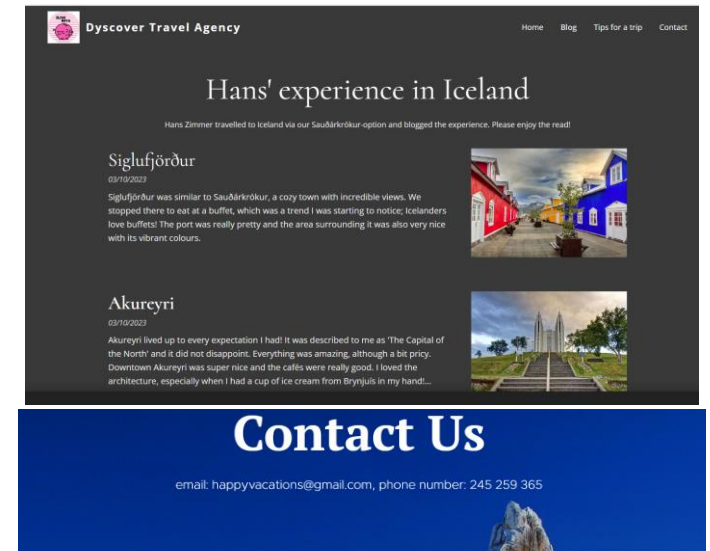 Dyscover Travel Agency
Home Blog Tips for a trip Contact
Hans' experience in Iceland
Hans Zimmer travelled to Iceland via our Sauðárkrókur-option and blogged the experience. Please enjoy the read!
Siglufjörður
03/10/2023
Siglufjörður was similar to Sauðárkrókur, a cozy town with incredible views. We
stopped there to eat at a buffet, which was a trend I was starting to notice; Icelanders
love buffets! The port was really pretty and the area surrounding it was also very nice
with its vibrant colours.
Akureyri
03/10/2023
Akureyri lived up to every expectation I had! It was described to me as 'The Capital of
the North' and it did not disappoint. Everything was amazing, although a bit pricy.
Downtown Akureyri was super nice and the cafés were really good. I loved the
architecture, especially when I had a cup of ice cream from Brynjuís in my hand!...
Contact Us
email: happyvacations@gmail.com, phone number: 245 259 365